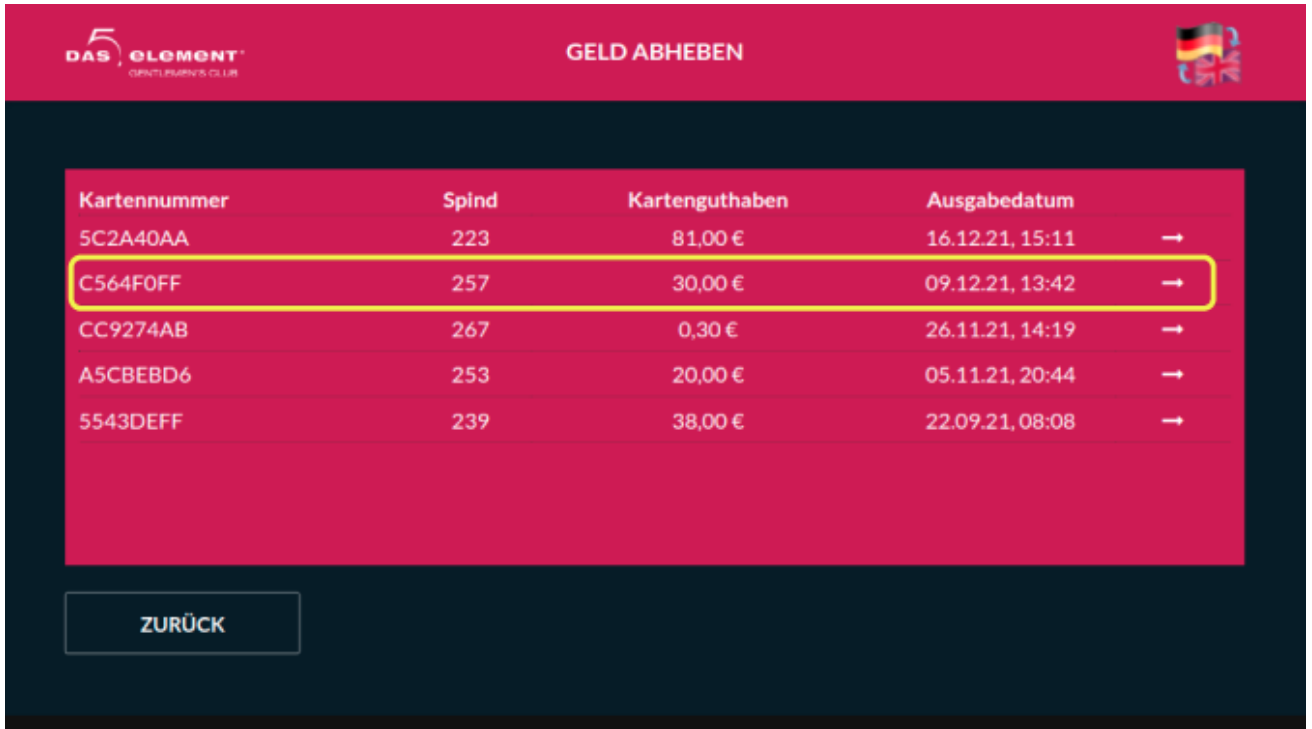 DAS 5 ELEMENT
GENTLEMEN'S CLUB
GELD ABHEBEN
Kartennummer Spind Kartenguthaben Ausgabedatum
5C2A40AA 223 81,00 € 16.12.21, 15:11 →
C564F0FF 257 30,00 € 09.12.21, 13:42 →
CC9274AB 267 0,30 € 26.11.21, 14:19 →
A5CBEBD6 253 20,00 € 05.11.21, 20:44 →
5543DEFF 239 38,00 € 22.09.21, 08:08 →
ZURÜCK